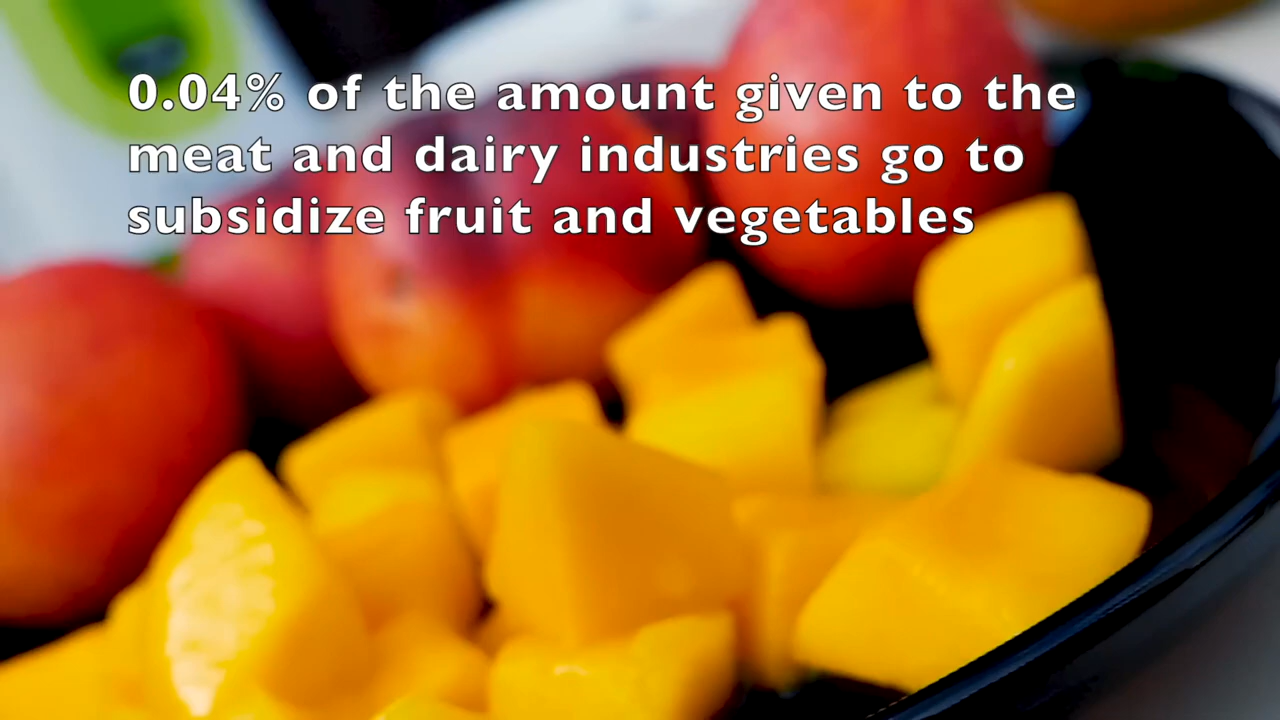 0.04% of the amount given to the
meat and dairy industries go to
subsidize fruit and vegetables